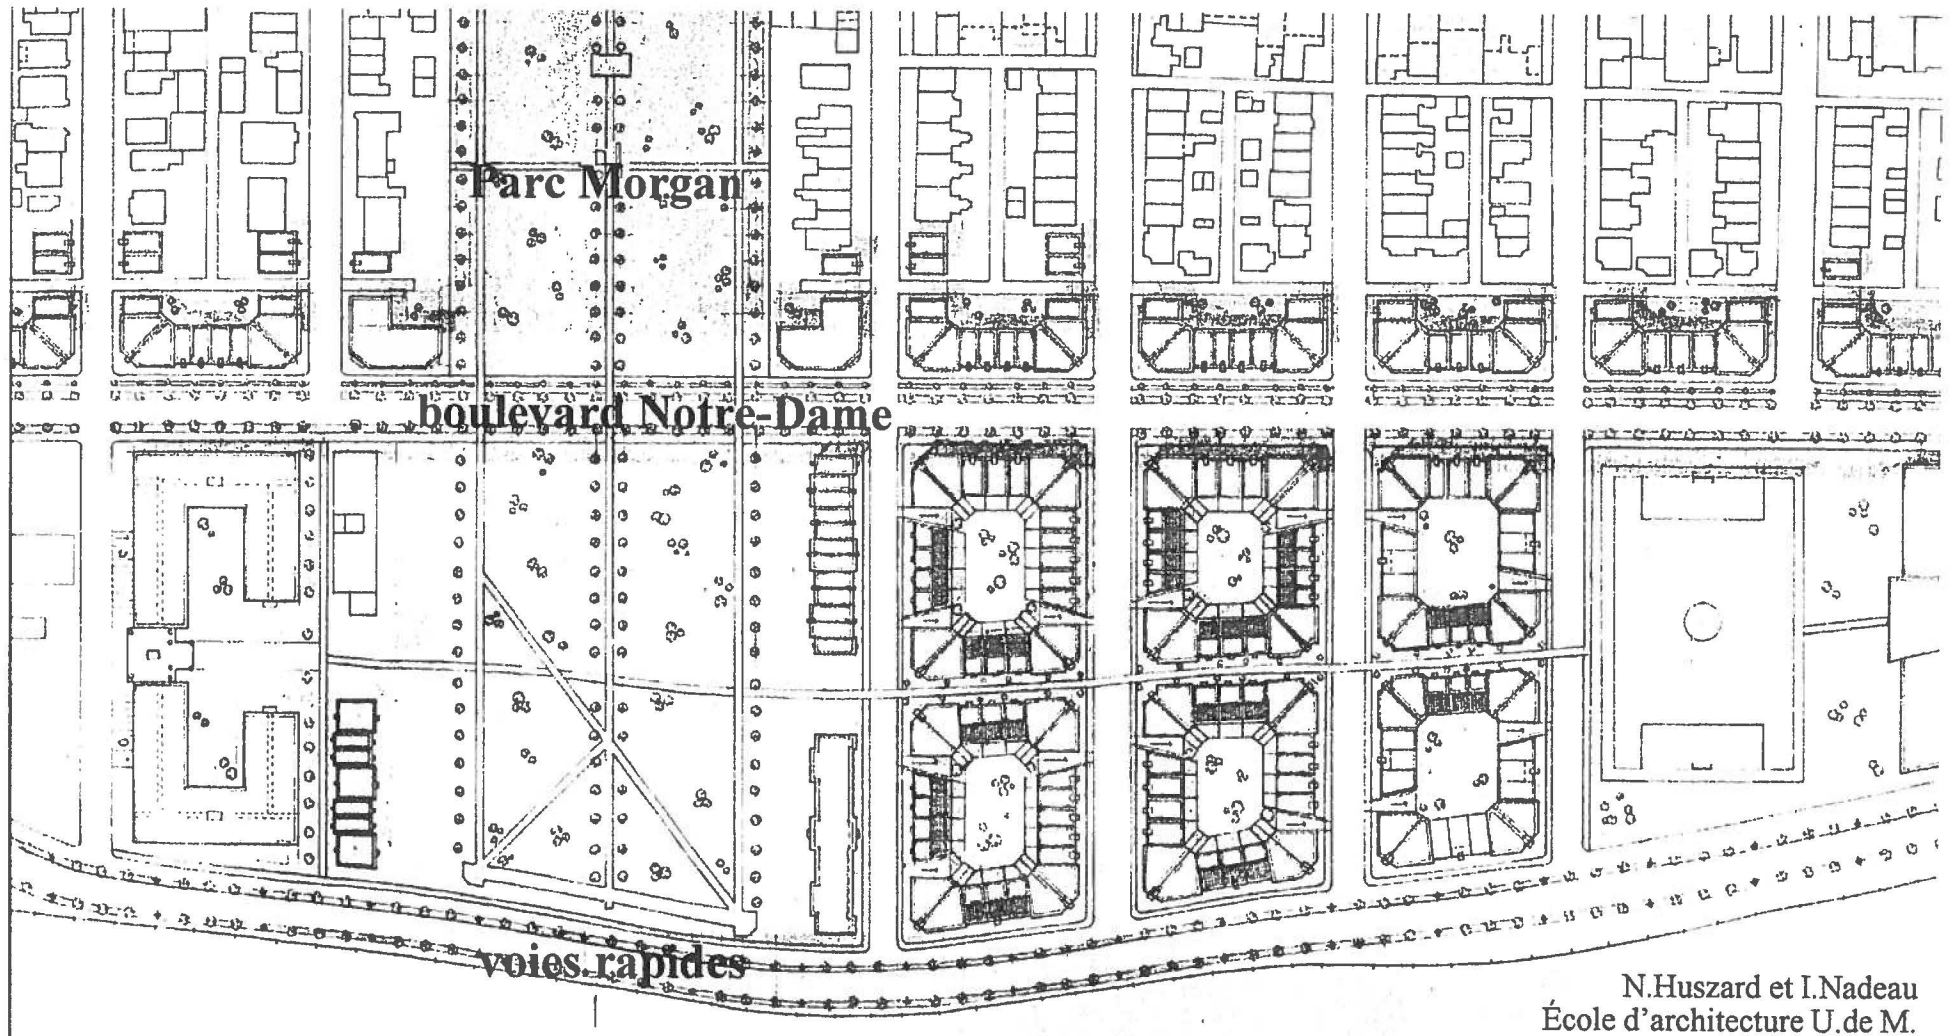 Parc Morgan
boulevard Notre-Dame
voies rapides
N.Huszard et I.Nadeau
École d'architecture U.de M.